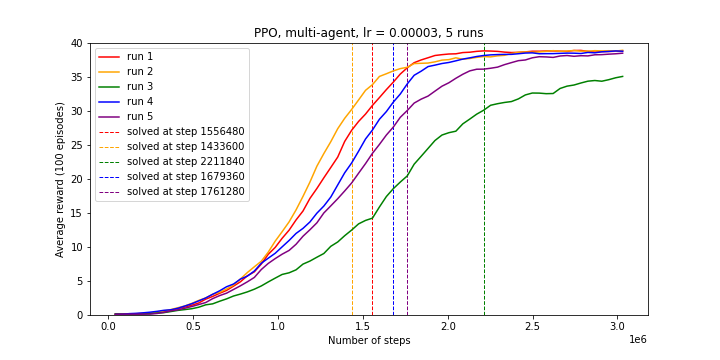 PPO, multi-agent, lr = 0.00003, 5 runs
Average reward (100 episodes)
40
35
30
25
20
15
10
5
0
run 1
run 2
run 3
run 4
run 5
solved at step 1556480
solved at step 1433600
solved at step 2211840
solved at step 1679360
solved at step 1761280
0.0 0.5 1.0 1.5 2.0 2.5 3.0
1e6
Number of steps